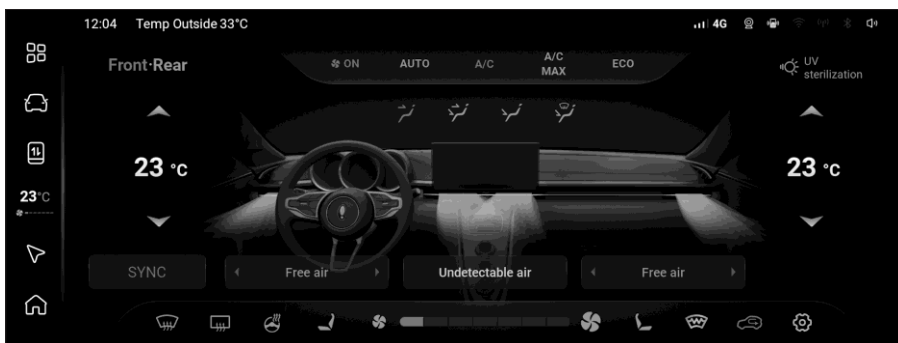 12:04 Temp Outside 33°C 4G
Front·Rear ON AUTO A/C A/C MAX ECO UV sterilization
23 °C 23 °C
23°C
SYNC Free air Undetectable air Free air